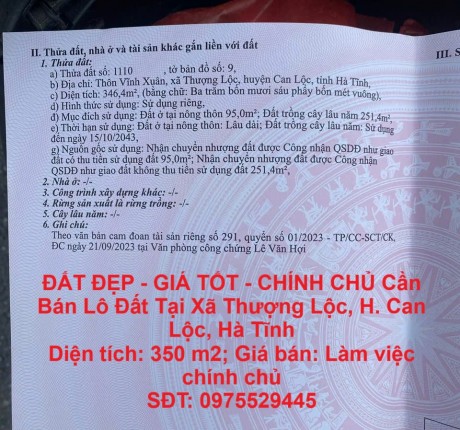 II. Thửa đất, nhà ở và tài sản khác gắn liền với đất
III. S
1. Thửa đất:
a) Thửa đất số: 1110 , tờ bản đồ số: 9,
b) Địa chỉ: Thôn Vĩnh Xuân, xã Thượng Lộc, huyện Can Lộc, tỉnh Hà Tĩnh,
c) Diện tích: 346,4m², (bằng chữ: Ba trăm bốn mươi sáu phẩy bốn mét vuông),
d) Hình thức sử dụng: Sử dụng riêng,
đ) Mục đích sử dụng: Đất ở tại nông thôn 95,0m²; Đất trồng cây lâu năm 251,4m²,
e) Thời hạn sử dụng: Đất ở tại nông thôn: Lâu dài; Đất trồng cây lâu năm: Sử dụng
đến ngày 15/10/2043,
g) Nguồn gốc sử dụng: Nhận chuyển nhượng đất được Công nhận QSDĐ như giao
đất có thu tiền sử dụng đất 95,0m²; Nhận chuyển nhượng đất được Công nhận
QSDĐ như giao đất không thu tiền sử dụng đất 251,4m²,
2. Nhà ở: -/-
3. Công trình xây dựng khác: -/-
4. Rừng sản xuất là rừng trồng: -/-
5. Cây lâu năm: -/-
6. Ghi chú:
Theo văn bản cam đoan tài sản riêng số 291, quyển số 01/2023 - TP/CC-SCT/CK,
ĐC ngày 21/09/2023 tại Văn phòng công chứng Lê Văn Hợi
ĐẤT ĐẸP - GIÁ TỐT - CHÍNH CHỦ Cần
Bán Lô Đất Tại Xã Thượng Lộc, H. Can
Lộc, Hà Tĩnh
Diện tích: 350 m2; Giá bán: Làm việc
chính chủ
SĐT: 0975529445